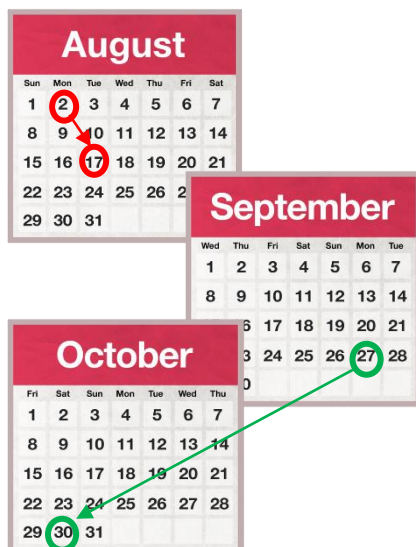 August
Sun Mon Tue Wed Thu Fri Sat
1 2 3 4 5 6 7
8 9 10 11 12 13 14
15 16 17 18 19 20 21
22 23 24 25 26
29 30 31
September
Wed Thu Fri Sat Sun Mon Tue
1 2 3 4 5 6 7
8 9 10 11 12 13 14
17 18 19 20 21
24 25 26 27 28
October
Fri Sat Sun Mon Tue Wed Thu
1 2 3 4 5 6 7
8 9 10 11 12 13 14
15 16 17 18 19 20 21
22 23 24 25 26 27 28
29 30 31